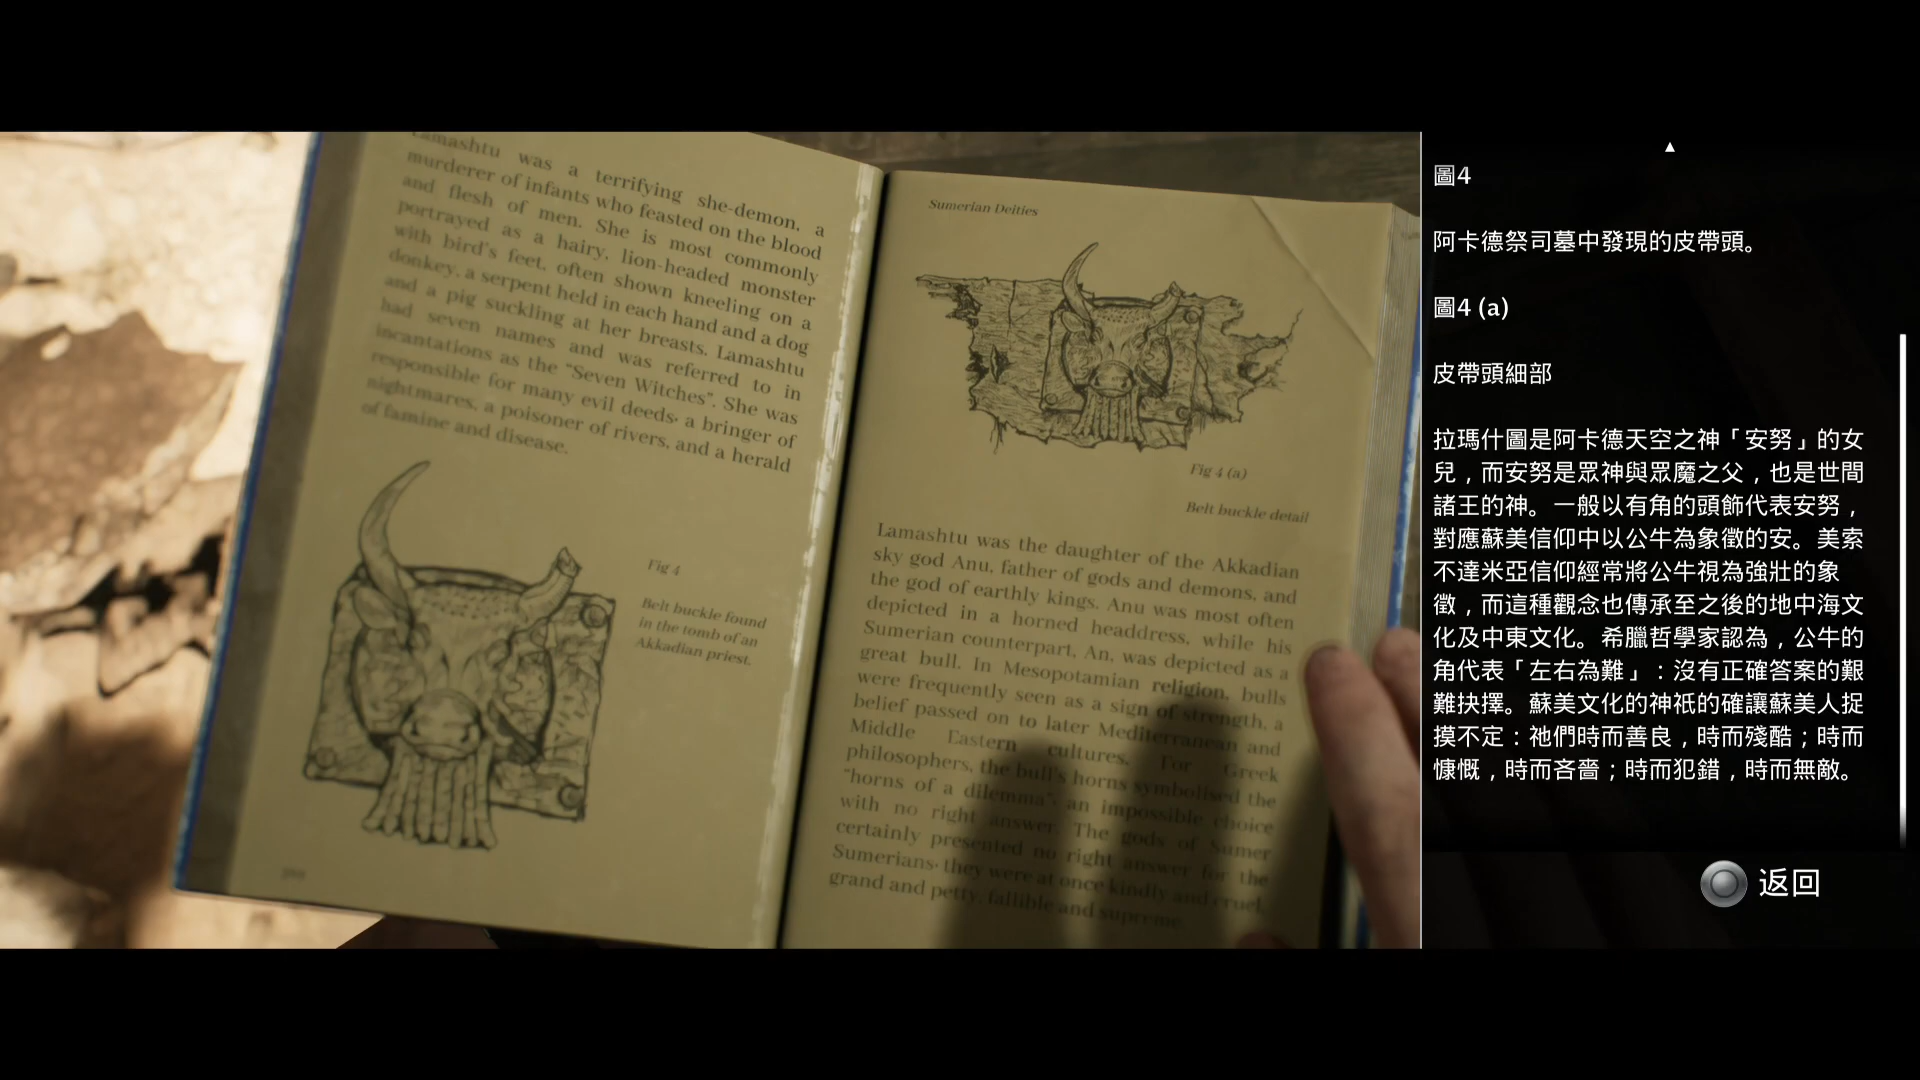 Lamashtu was a terrifying she-demon, a
murderer of infants who feasted on the blood
and flesh of men. She is most commonly
portrayed as a hairy, lion-headed monster
with bird's feet, often shown kneeling on a
donkey, a serpent held in each hand and a dog
and a pig suckling at her breasts. Lamashtu
had seven names and was referred to in
incantations as the "Seven Witches". She was
responsible for many evil deeds: a bringer of
nightmares, a poisoner of rivers, and a herald
of famine and disease.
Fig 4
Belt buckle found
in the tomb of an
Akkadian priest.
Sumerian Deities
Fig 4 (a)
Belt buckle detail
Lamashtu was the daughter of the Akkadian
sky god Anu, father of gods and demons, and
the god of earthly kings. Anu was most often
depicted in a horned headdress, while his
Sumerian counterpart, An, was depicted as a
great bull. In Mesopotamian religion, bulls
were frequently seen as a sign of strength, a
belief passed on to later Mediterranean and
Middle Eastern cultures. For Greek
philosophers, the bull's horns symbolised the
"horns of a dilemma", an impossible choice
with no right answer. The gods of Sumer
certainly presented no right answer for the
Sumerians: they were at once kindly and cruel,
grand and petty, fallible and supreme.
圖4
阿卡德祭司墓中發現的皮帶頭。
圖4 (a)
皮帶頭細部
拉瑪什圖是阿卡德天空之神「安努」的女
兒，而安努是眾神與眾魔之父，也是世間
諸王的神。一般以有角的頭飾代表安努，
對應蘇美信仰中以公牛為象徵的安。美索
不達米亞信仰經常將公牛視為強壯的象
徵，而這種觀念也傳承至之後的地中海文
化及中東文化。希臘哲學家認為，公牛的
角代表「左右為難」：沒有正確答案的艱
難抉擇。蘇美文化的神祇的確讓蘇美人捉
摸不定：祂們時而善良，時而殘酷；時而
慷慨，時而吝嗇；時而犯錯，時而無敵。
返回